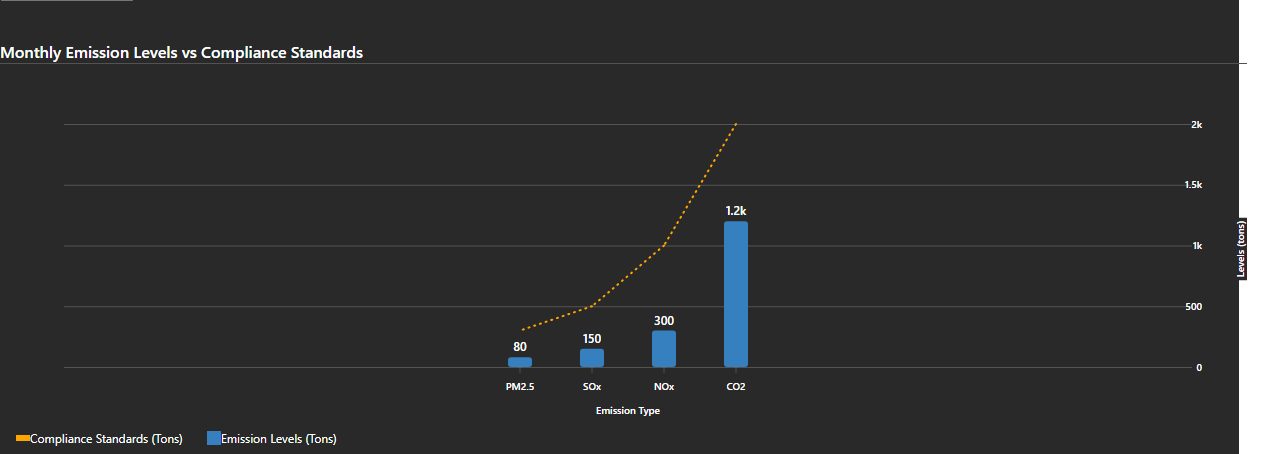 Monthly Emission Levels vs Compliance Standards
2k
1.5k
1k
500
0
Levels (tons)
1.2k
300
150
80
PM2.5 SOx NOx CO2
Emission Type
Compliance Standards (Tons) Emission Levels (Tons)